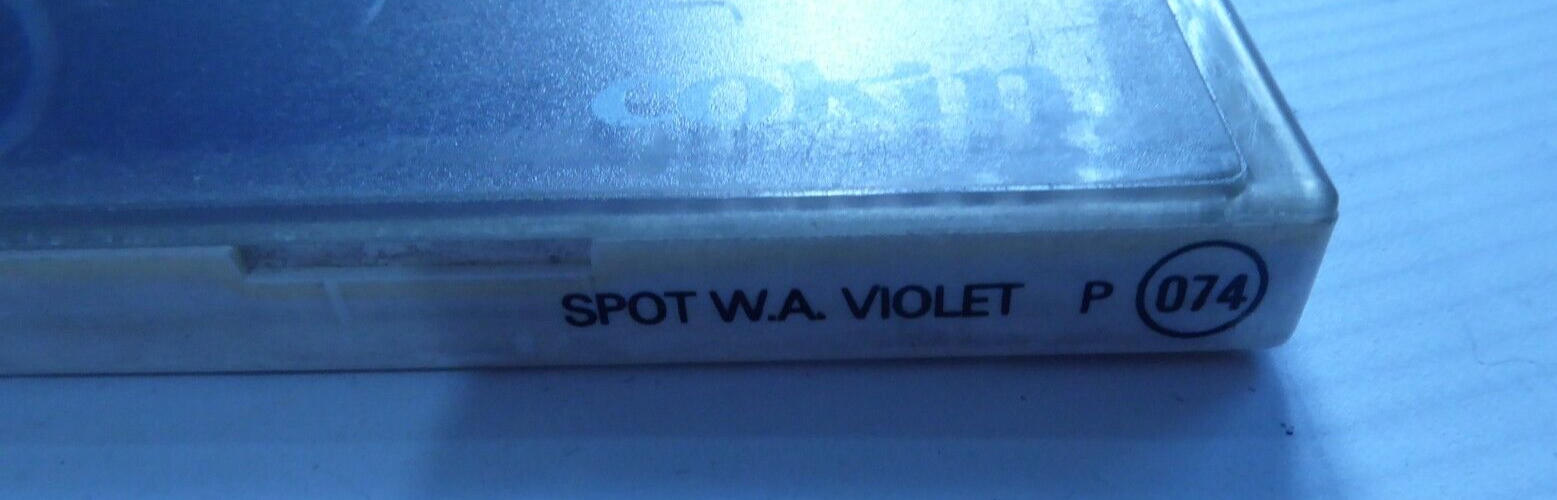 cokin
SPOT W.A. VIOLET P 074